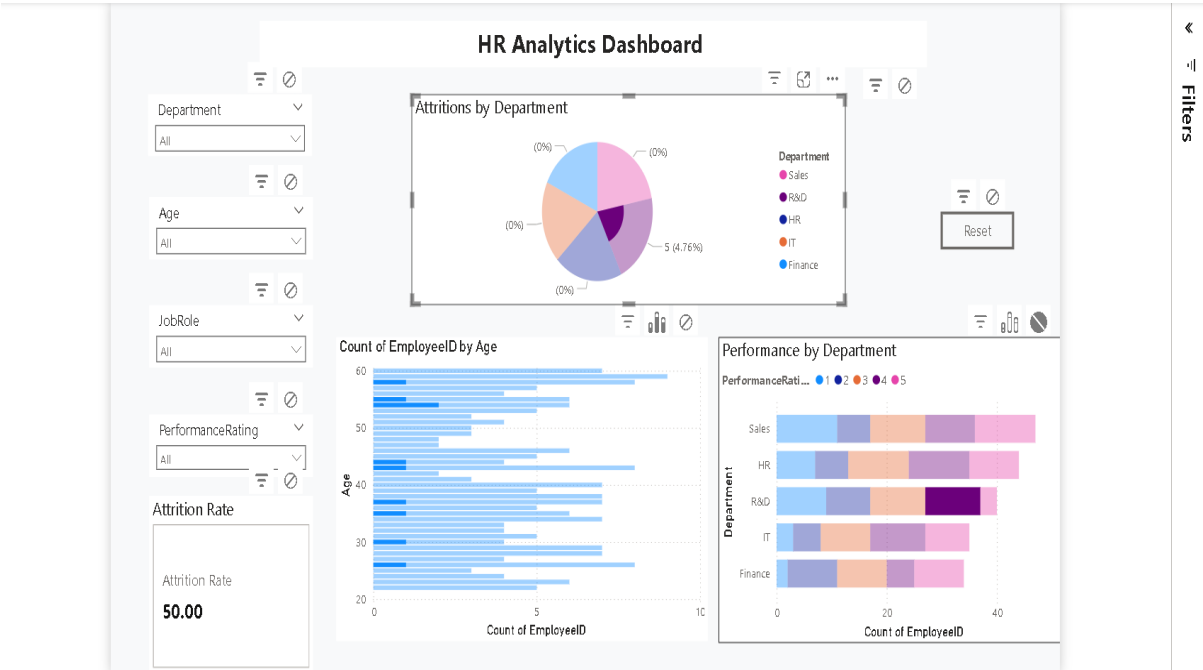 HR Analytics Dashboard
Filters
Department
All
Age
All
JobRole
All
PerformanceRating
All
Attrition Rate
Attrition Rate
50.00
Attritions by Department
(0%)
(0%)
(0%)
5 (4.76%)
(0%)
Department
Sales
R&D
HR
IT
Finance
Reset
Count of EmployeeID by Age
60
50
40
30
20
Age
0
5
10
Count of EmployeeID
Performance by Department
PerformanceRati... 1 2 3 4 5
Sales
HR
R&D
IT
Finance
Department
0
20
40
Count of EmployeeID